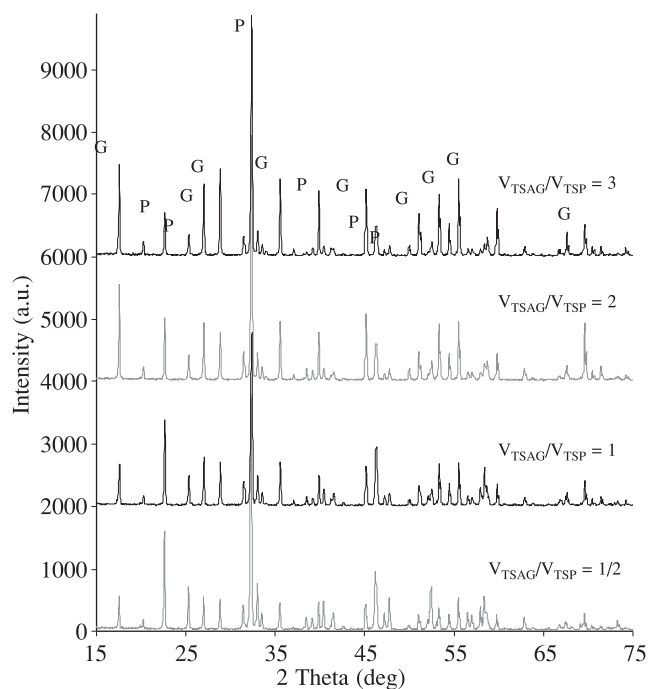 9000
8000
7000
6000
5000
4000
3000
2000
1000
0
Intensity (a.u.)
P
G
P
P
G
G
G
P
G
P
P
G
G
G
G
V_TSAG/V_TSP = 3
V_TSAG/V_TSP = 2
V_TSAG/V_TSP = 1
V_TSAG/V_TSP = 1/2
15 25 35 45 55 65 75
2 Theta (deg)